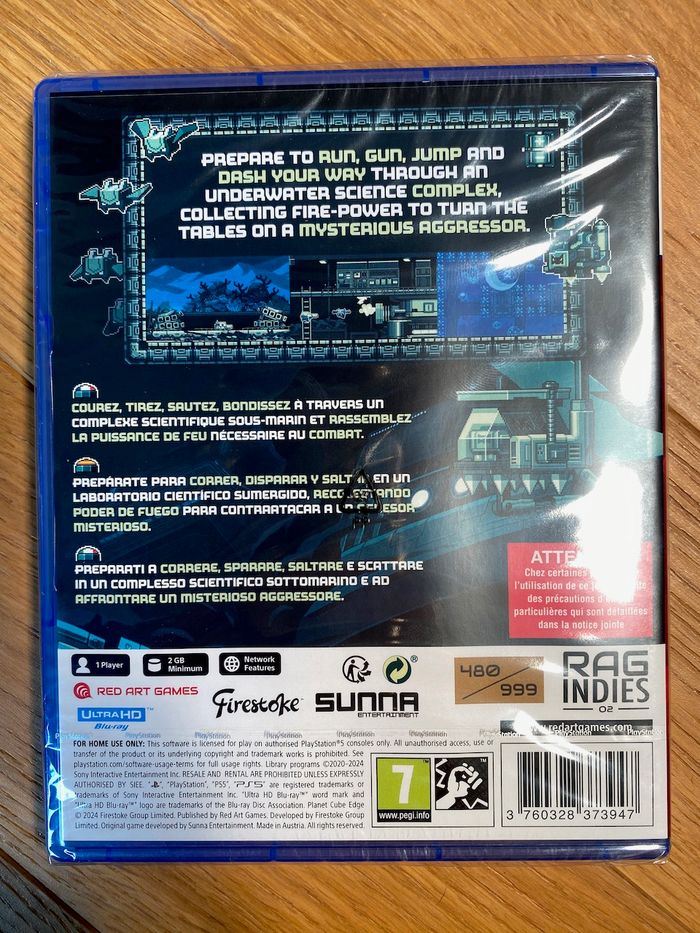 PREPARE TO RUN, GUN, JUMP AND
DASH YOUR WAY THROUGH AN
UNDERWATER SCIENCE COMPLEX,
COLLECTING FIRE-POWER TO TURN THE
TABLES ON A MYSTERIOUS AGGRESSOR.
COUREZ, TIREZ, SAUTEZ, BONDISSEZ À TRAVERS UN
COMPLEXE SCIENTIFIQUE SOUS-MARIN ET RASSEMBLEZ
LA PUISSANCE DE FEU NÉCESSAIRE AU COMBAT.
PREPÁRATE PARA CORRER, DISPARAR Y SALTAR EN UN
LABORATORIO CIENTÍFICO SUMERGIDO, RECOLECTANDO
PODER DE FUEGO PARA CONTRAATACAR A UN AGRESOR
MISTERIOSO.
PREPARATI A CORRERE, SPARARE, SALTARE E SCATTARE
IN UN COMPLESSO SCIENTIFICO SOTTOMARINO E AD
AFFRONTARE UN MISTERIOSO AGGRESSORE.
Chez certaines
l'utilisation de ce
des précautions d'
particulières qui sont détaillées
dans la notice jointe
1 Player
2 GB
Minimum
Network
Features
RED ART GAMES
Firestoke
SUNNA
ENTERTAINMENT
480/999
RAG
INDIES
02
ULTRA HD
Blu-ray
www.redartgames.com
FOR HOME USE ONLY: This software is licensed for play on authorised PlayStation®5 consoles only. All unauthorised access, use or
transfer of the product or its underlying copyright and trademark works is prohibited. See
playstation.com/software-usage-terms for full usage rights. Library programs ©2020-2024
Sony Interactive Entertainment Inc. RESALE AND RENTAL ARE PROHIBITED UNLESS EXPRESSLY
AUTHORISED BY SIEE. "PlayStation", "PS5", "PS5" are registered trademarks or
trademarks of Sony Interactive Entertainment Inc. "Ultra HD Blu-ray™" word mark and
"Ultra HD Blu-ray™" logo are trademarks of the Blu-ray Disc Association. Planet Cube Edge
© 2024 Firestoke Group Limited. Published by Red Art Games. Developed by Firestoke Group
Limited. Original game developed by Sunna Entertainment. Made in Austria. All rights reserved.
7
www.pegi.info
3 760328 373947